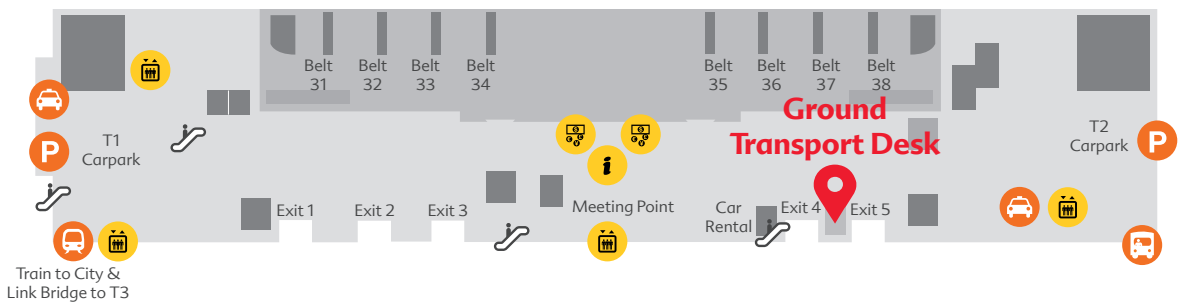 Belt
31
Belt
32
Belt
33
Belt
34
Belt
35
Belt
36
Belt
37
Belt
38
Ground
Transport Desk
T1
Carpark
P
i
T2
Carpark
P
Exit 1
Exit 2
Exit 3
Meeting Point
Car
Rental
Exit 4
Exit 5
Train to City &
Link Bridge to T3